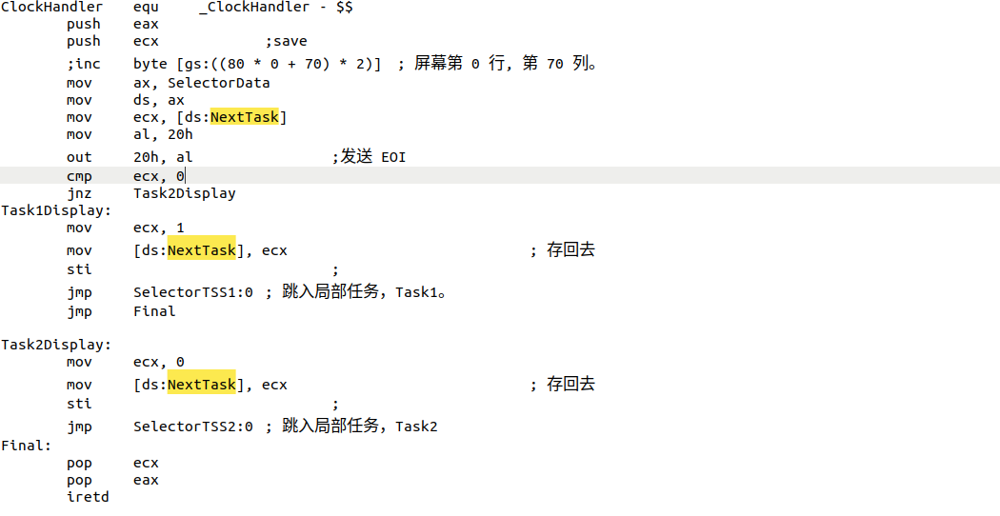 ClockHandler equ _ClockHandler - $$
push eax
push ecx ;save
;inc byte [gs:((80 * 0 + 70) * 2)] ; 屏幕第 0 行, 第 70 列。
mov ax, SelectorData
mov ds, ax
mov ecx, [ds:NextTask]
mov al, 20h
out 20h, al ;发送 EOI
cmp ecx, 0
jnz Task2Display
Task1Display:
mov ecx, 1
mov [ds:NextTask], ecx ; 存回去
sti ;
jmp SelectorTSS1:0 ; 跳入局部任务，Task1。
jmp Final
Task2Display:
mov ecx, 0
mov [ds:NextTask], ecx ; 存回去
sti ;
jmp SelectorTSS2:0 ; 跳入局部任务，Task2
Final:
pop ecx
pop eax
iretd